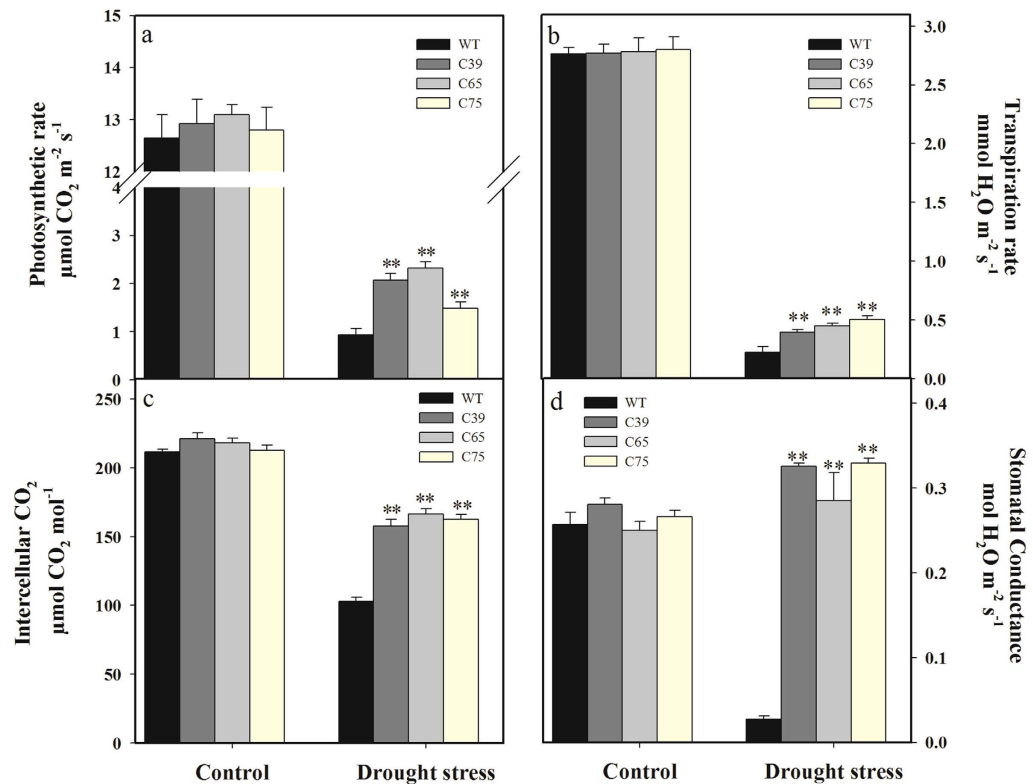 a
WT
C39
C65
C75
15
14
13
12
4
3
2
1
0
Photosynthetic rate
μmol CO₂ m⁻² s⁻¹
**
**
**
b
WT
C39
C65
C75
3.0
2.5
2.0
1.5
1.0
0.5
0.0
Transpiration rate
mmol H₂O m⁻² s⁻¹
**
**
**
c
WT
C39
C65
C75
250
200
150
100
50
0
Intercellular CO₂
μmol CO₂ mol⁻¹
**
**
**
Control
Drought stress
d
WT
C39
C65
C75
0.4
0.3
0.2
0.1
0.0
Stomatal Conductance
mol H₂O m⁻² s⁻¹
**
**
**
Control
Drought stress